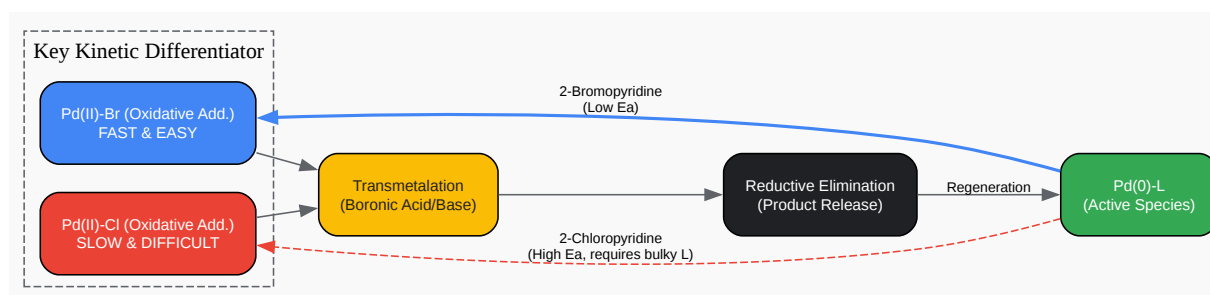 Key Kinetic Differentiator
Pd(II)-Br (Oxidative Add.)
FAST & EASY
Pd(II)-Cl (Oxidative Add.)
SLOW & DIFFICULT
2-Bromopyridine
(Low Ea)
Transmetalation
(Boronic Acid/Base)
2-Chloropyridine
(High Ea, requires bulky L)
Reductive Elimination
(Product Release)
Regeneration
Pd(0)-L
(Active Species)